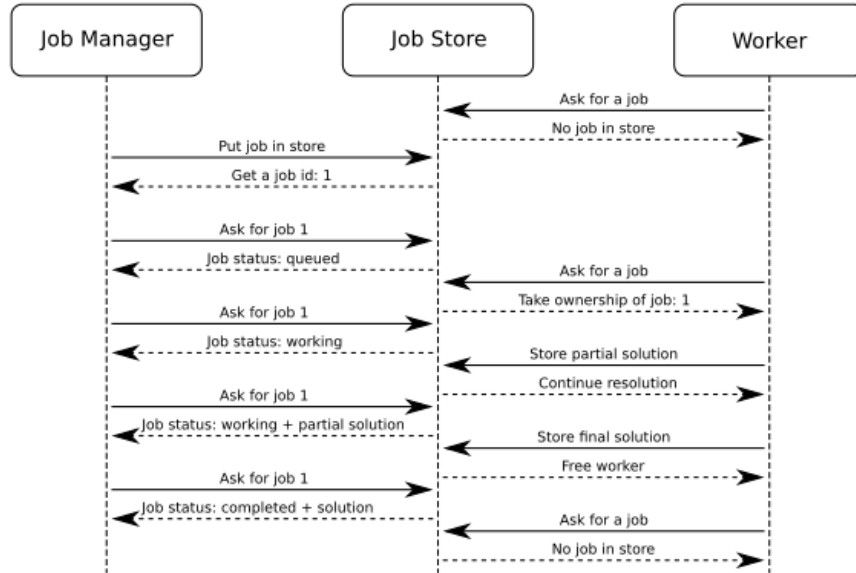 Job Manager
Job Store
Worker
Ask for a job
No job in store
Put job in store
Get a job id: 1
Ask for job 1
Job status: queued
Ask for a job
Take ownership of job: 1
Ask for job 1
Job status: working
Store partial solution
Continue resolution
Ask for job 1
Job status: working + partial solution
Store final solution
Free worker
Ask for job 1
Job status: completed + solution
Ask for a job
No job in store